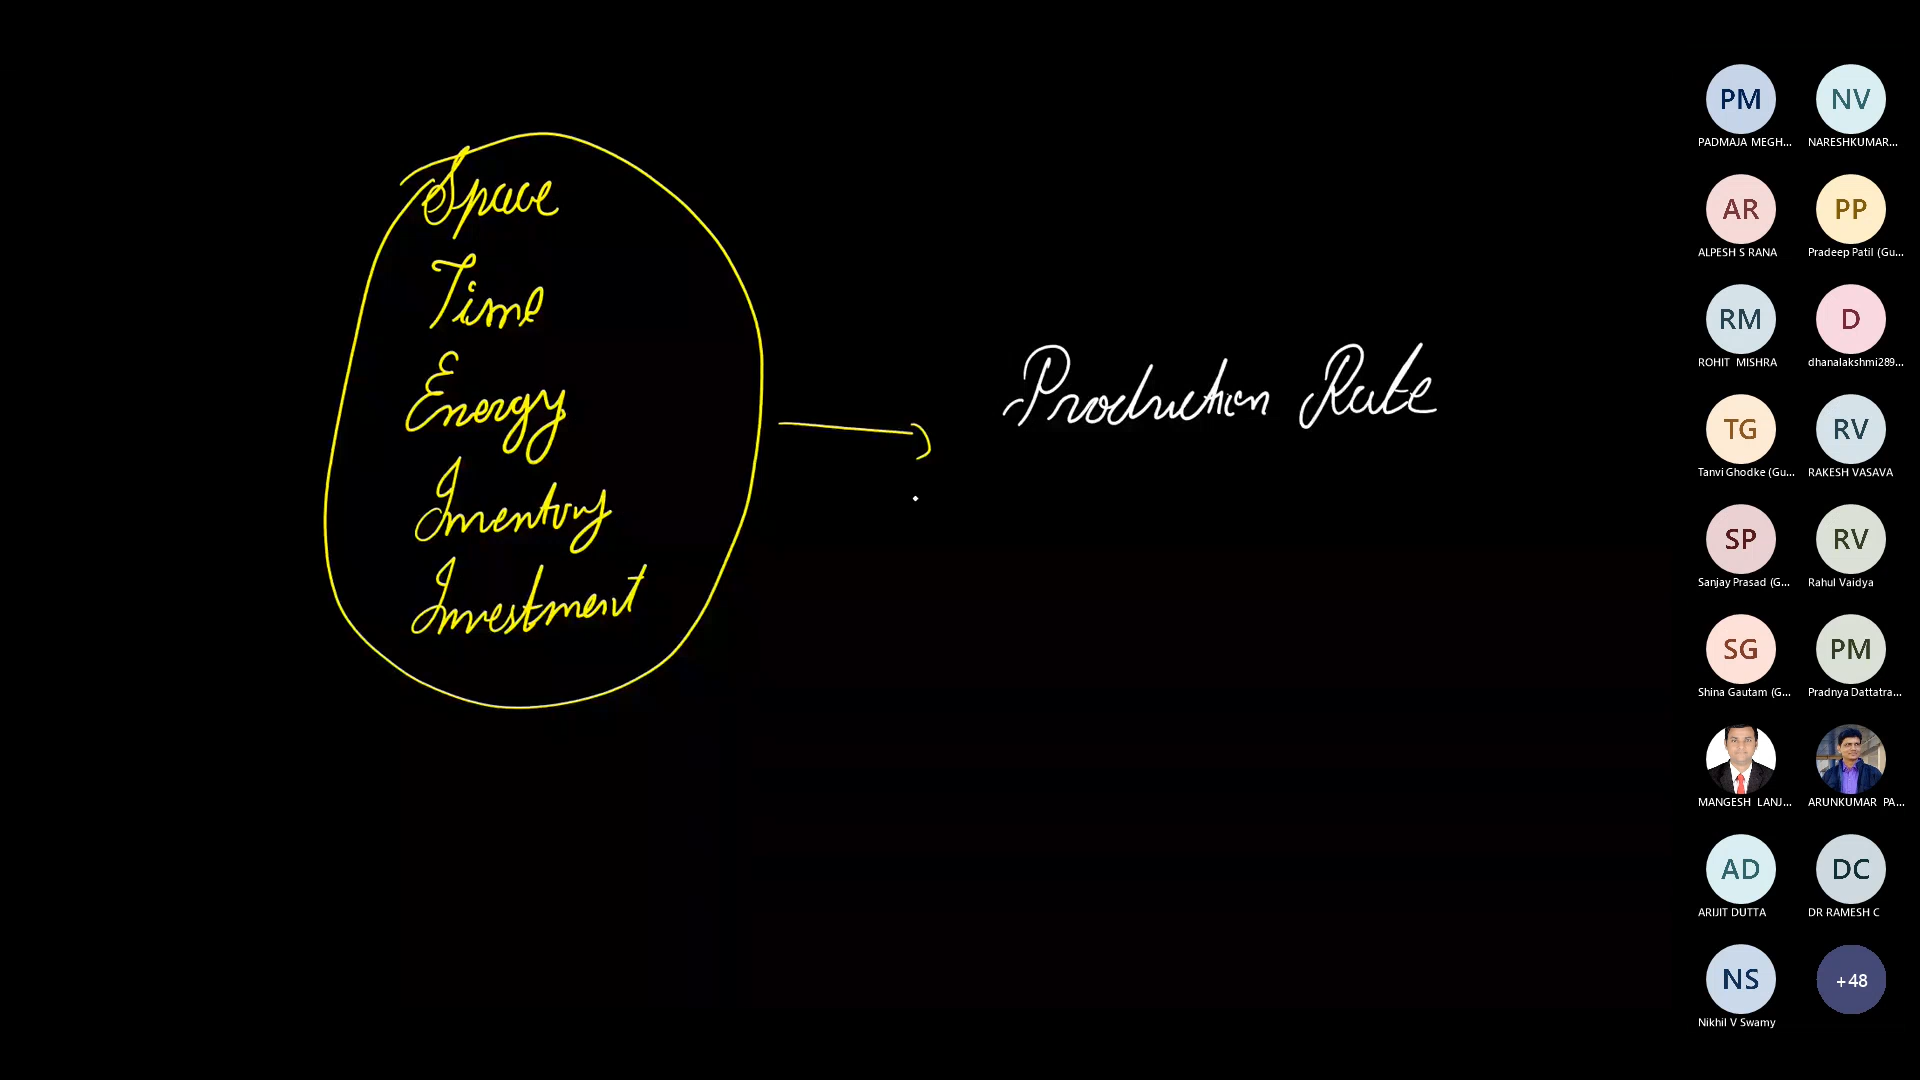 Space
Time
Energy
Inventory
Investment
Production Rate
PM NV
PADMAJA MEGH... NARESHKUMAR...
AR PP
ALPESH S RANA Pradeep Patil (Gu...
RM D
ROHIT MISHRA dhanalakshmi289...
TG RV
Tanvi Ghodke (Gu... RAKESH VASAVA
SP RV
Sanjay Prasad (G... Rahul Vaidya
SG PM
Shina Gautam (G... Pradnya Dattatra...
MANGESH LANJ... ARUNKUMAR PA...
AD DC
ARIJIT DUTTA DR RAMESH C
NS +48
Nikhil V Swamy